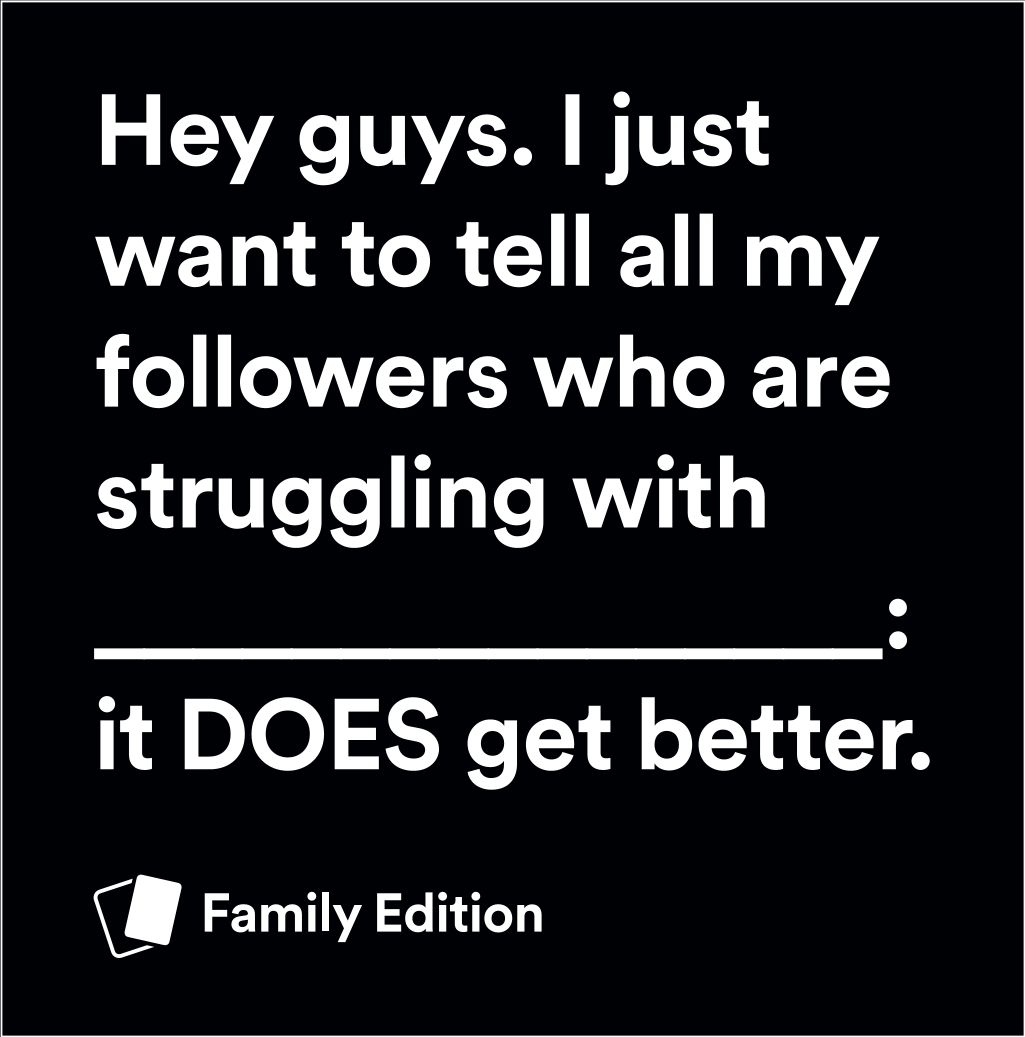 Hey guys. I just
want to tell all my
followers who are
struggling with
________________:
it DOES get better.
Family Edition